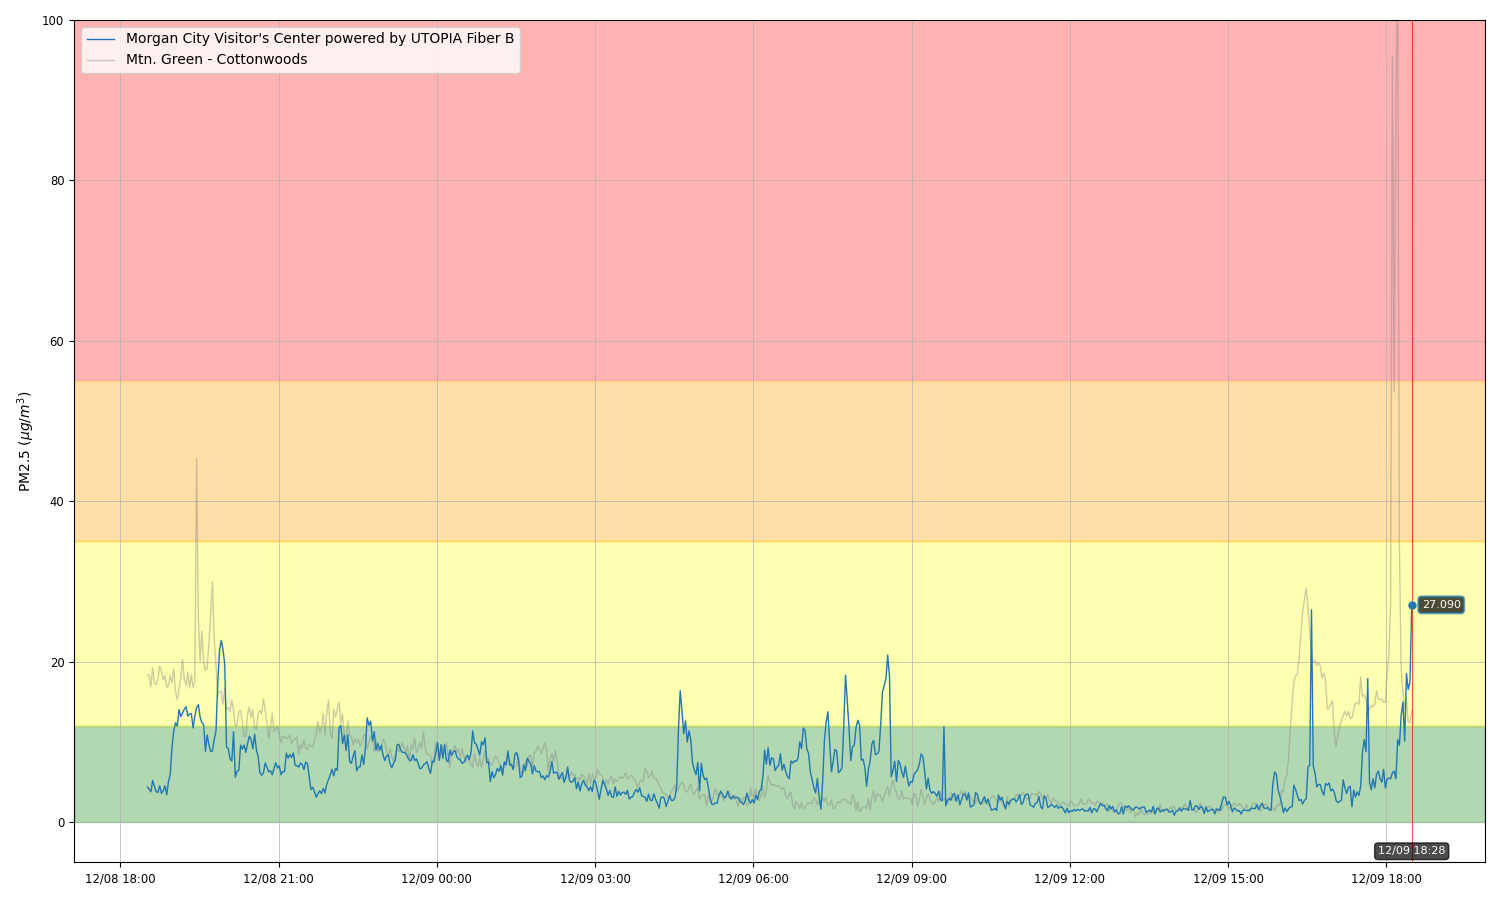 100
Morgan City Visitor's Center powered by UTOPIA Fiber B
Mtn. Green - Cottonwoods
80
60
PM2.5 (μg/m³)
40
27.090
20
0
12/09 18:28
12/08 18:00 12/08 21:00 12/09 00:00 12/09 03:00 12/09 06:00 12/09 09:00 12/09 12:00 12/09 15:00 12/09 18:00